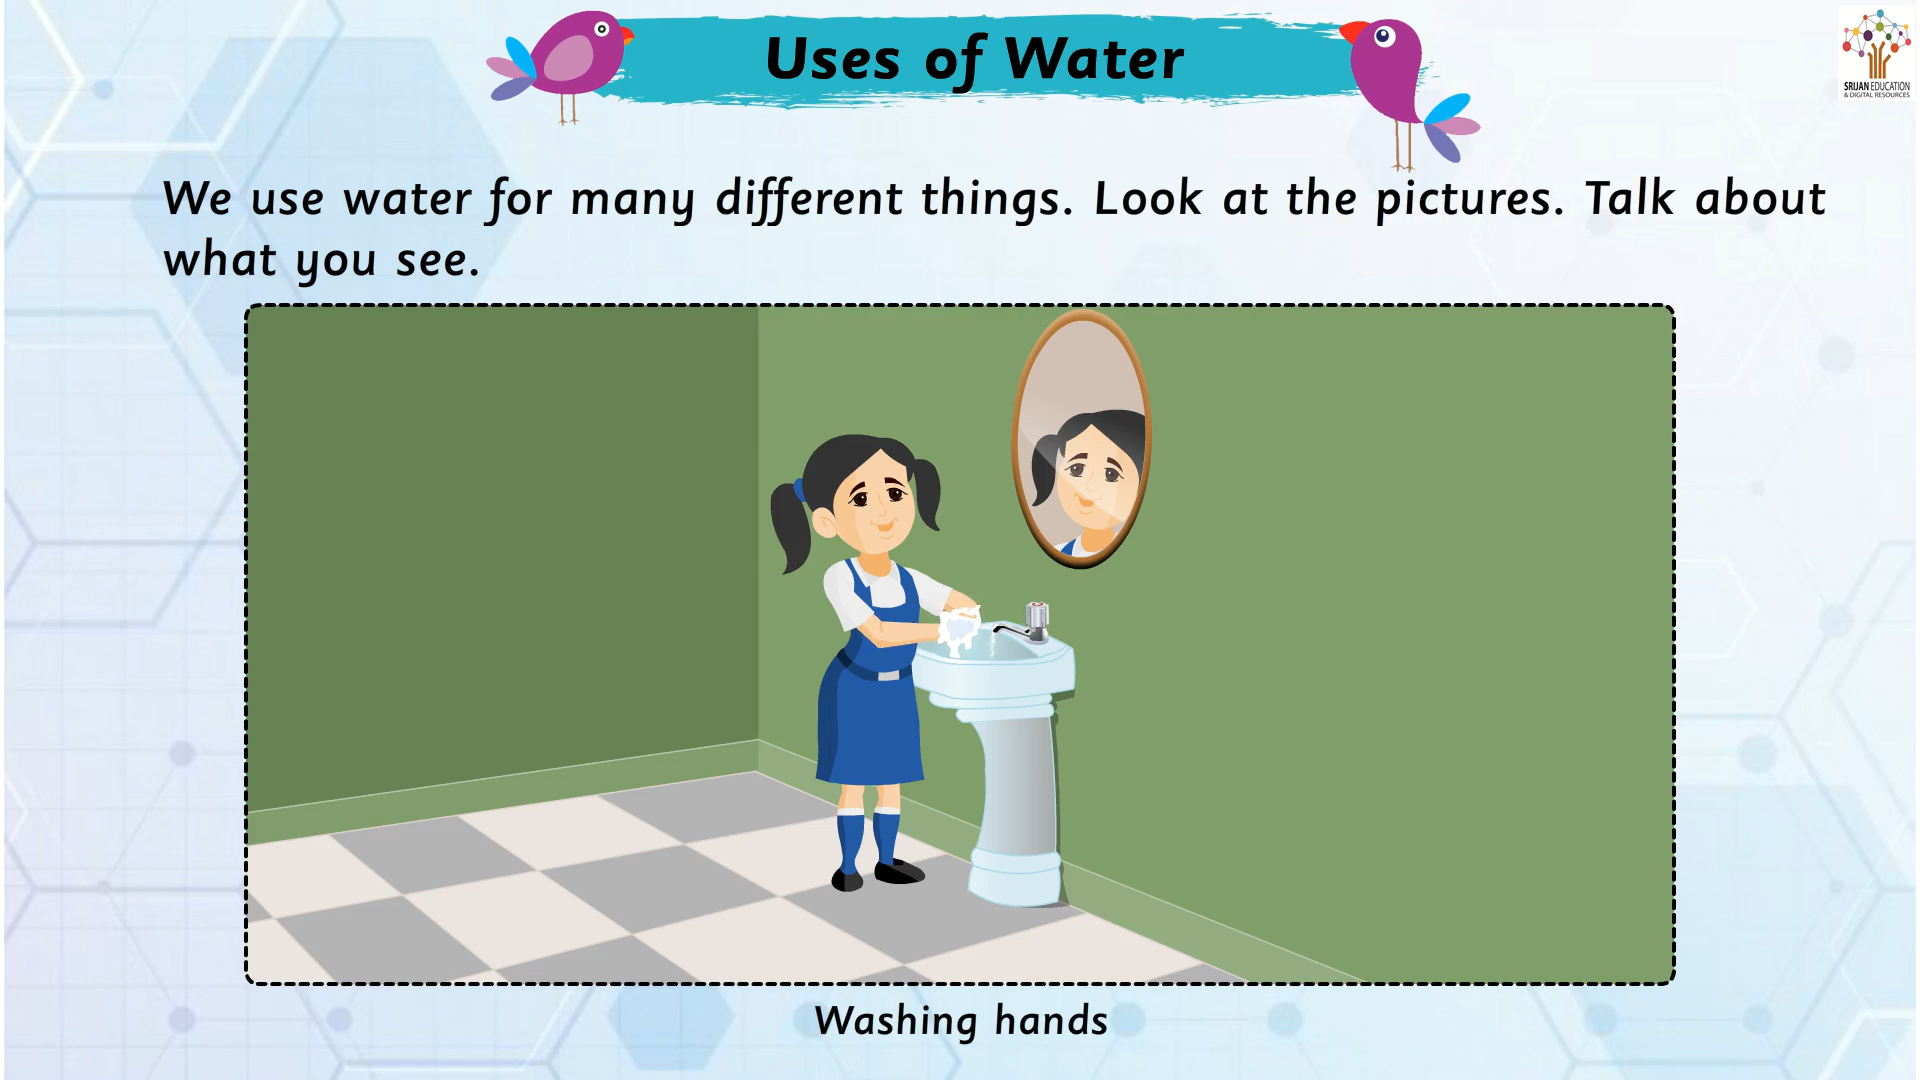 Uses of Water
SRIJAN EDUCATION
& DIGITAL RESOURCES
We use water for many different things. Look at the pictures. Talk about
what you see.
Washing hands